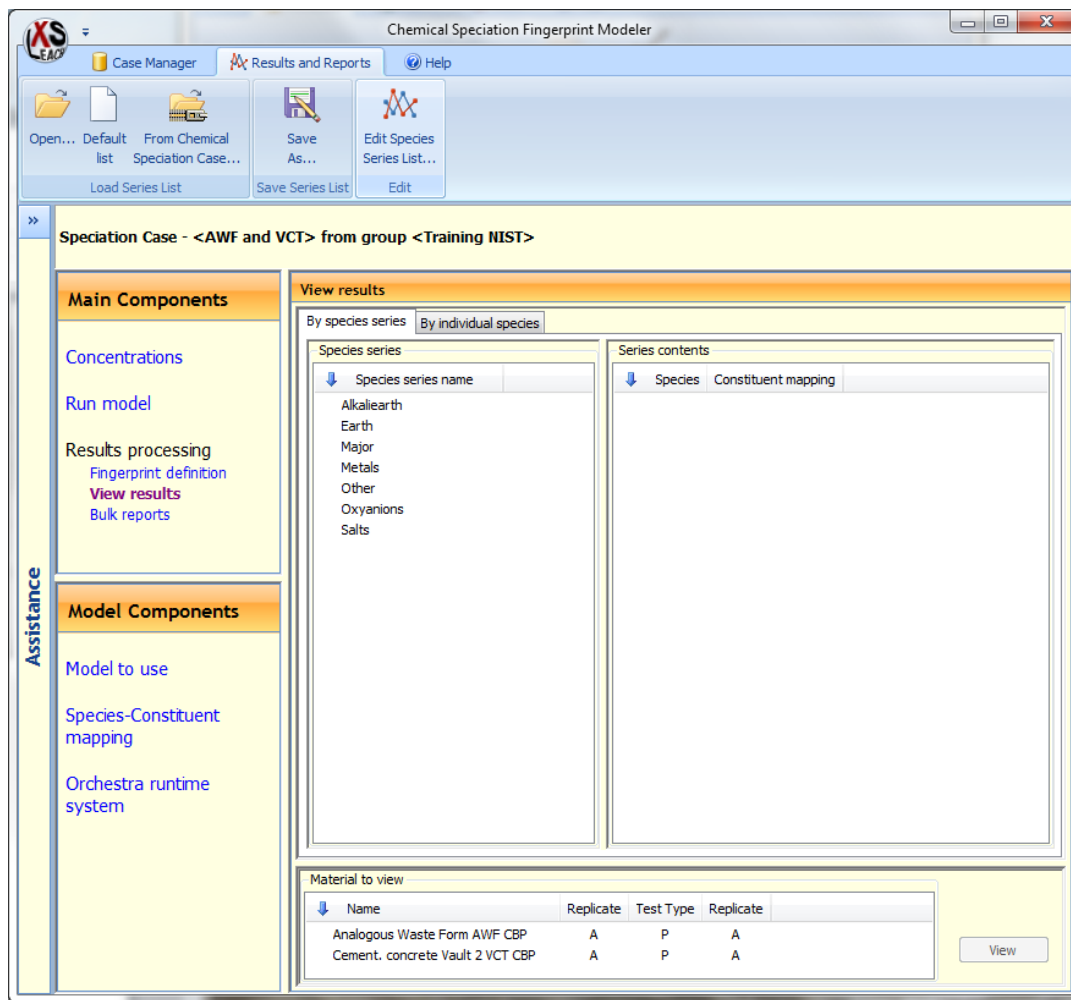 Chemical Speciation Fingerprint Modeler
XS
LEACH
Case Manager
Results and Reports
Help
Open...
Default list
From Chemical Speciation Case...
Save As...
Edit Species Series List...
Load Series List
Save Series List
Edit
»
Speciation Case - <AWF and VCT> from group <Training NIST>
Assistance
Main Components
Concentrations
Run model
Results processing
Fingerprint definition
View results
Bulk reports
Model Components
Model to use
Species-Constituent
mapping
Orchestra runtime
system
View results
By species series
By individual species
Species series
Species series name
Alkaliearth
Earth
Major
Metals
Other
Oxyanions
Salts
Series contents
Species Constituent mapping
Material to view
Name Replicate Test Type Replicate
Analogous Waste Form AWF CBP A P A
Cement. concrete Vault 2 VCT CBP A P A
View